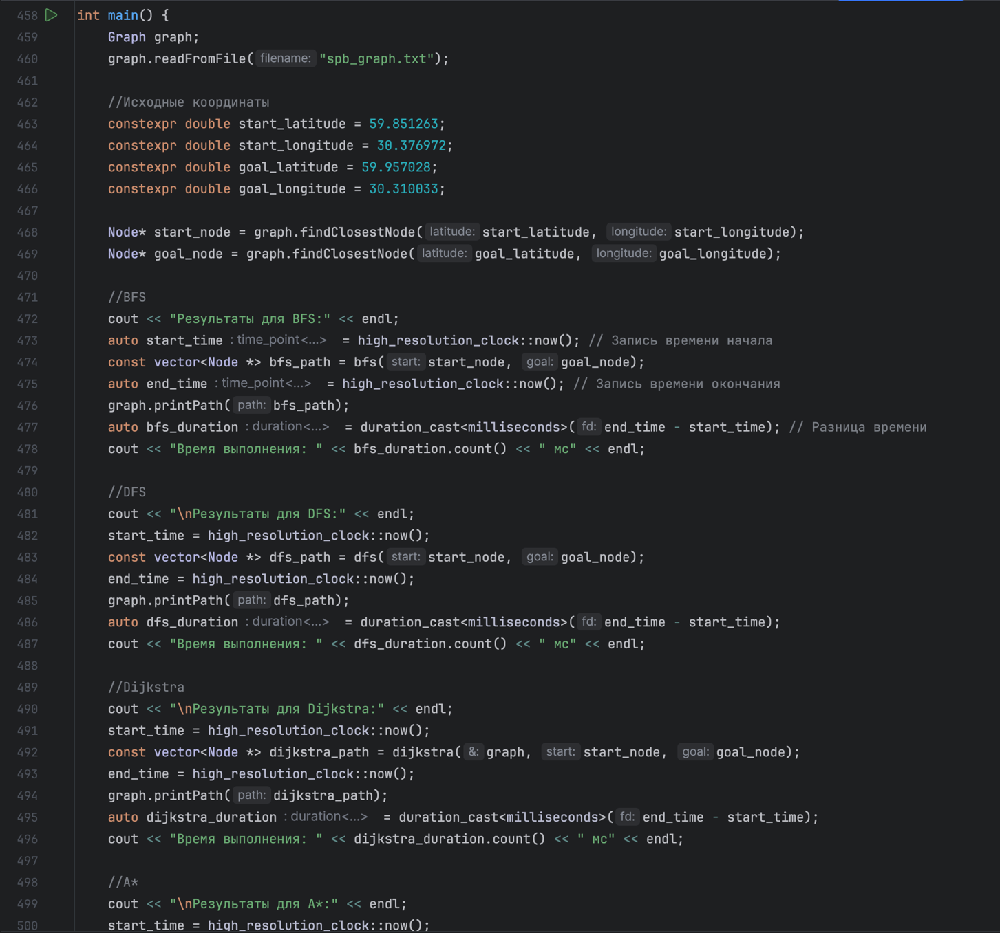 458 int main() {
459 Graph graph;
460 graph.readFromFile( filename: "spb_graph.txt");
461
462 //Исходные координаты
463 constexpr double start_latitude = 59.851263;
464 constexpr double start_longitude = 30.376972;
465 constexpr double goal_latitude = 59.957028;
466 constexpr double goal_longitude = 30.310033;
467
468 Node* start_node = graph.findClosestNode( latitude: start_latitude, longitude: start_longitude);
469 Node* goal_node = graph.findClosestNode( latitude: goal_latitude, longitude: goal_longitude);
470
471 //BFS
472 cout << "Результаты для BFS:" << endl;
473 auto start_time : time_point<...> = high_resolution_clock::now(); // Запись времени начала
474 const vector<Node *> bfs_path = bfs( start: start_node, goal: goal_node);
475 auto end_time : time_point<...> = high_resolution_clock::now(); // Запись времени окончания
476 graph.printPath( path: bfs_path);
477 auto bfs_duration : duration<...> = duration_cast<milliseconds>( fd: end_time - start_time); // Разница времени
478 cout << "Время выполнения: " << bfs_duration.count() << " мс" << endl;
479
480 //DFS
481 cout << "\nРезультаты для DFS:" << endl;
482 start_time = high_resolution_clock::now();
483 const vector<Node *> dfs_path = dfs( start: start_node, goal: goal_node);
484 end_time = high_resolution_clock::now();
485 graph.printPath( path: dfs_path);
486 auto dfs_duration : duration<...> = duration_cast<milliseconds>( fd: end_time - start_time);
487 cout << "Время выполнения: " << dfs_duration.count() << " мс" << endl;
488
489 //Dijkstra
490 cout << "\nРезультаты для Dijkstra:" << endl;
491 start_time = high_resolution_clock::now();
492 const vector<Node *> dijkstra_path = dijkstra( &: graph, start: start_node, goal: goal_node);
493 end_time = high_resolution_clock::now();
494 graph.printPath( path: dijkstra_path);
495 auto dijkstra_duration : duration<...> = duration_cast<milliseconds>( fd: end_time - start_time);
496 cout << "Время выполнения: " << dijkstra_duration.count() << " мс" << endl;
497
498 //A*
499 cout << "\nРезультаты для A*:" << endl;
500 start_time = high_resolution_clock::now();